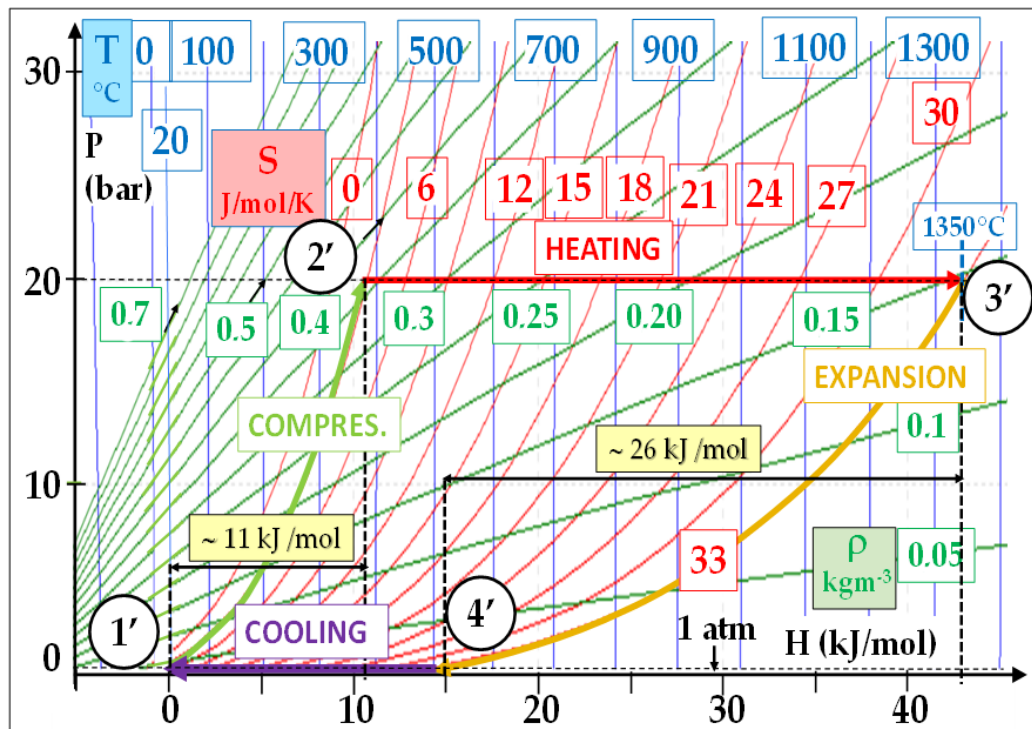 T
°C
0
100
300
500
700
900
1100
1300
30
P
(bar)
20
S
J/mol/K
0
6
12
15
18
21
24
27
30
H
(kJ/mol)
1350°C
2’
HEATING
20
3’
0.7
0.5
0.4
0.3
0.25
0.20
0.15
EXPANSION
COMPRES.
0.1
~ 26 kJ /mol
10
~ 11 kJ /mol
33
ρ
kgm-3
0.05
1’
4’
COOLING
1 atm
H (kJ/mol)
0
0
10
20
30
40